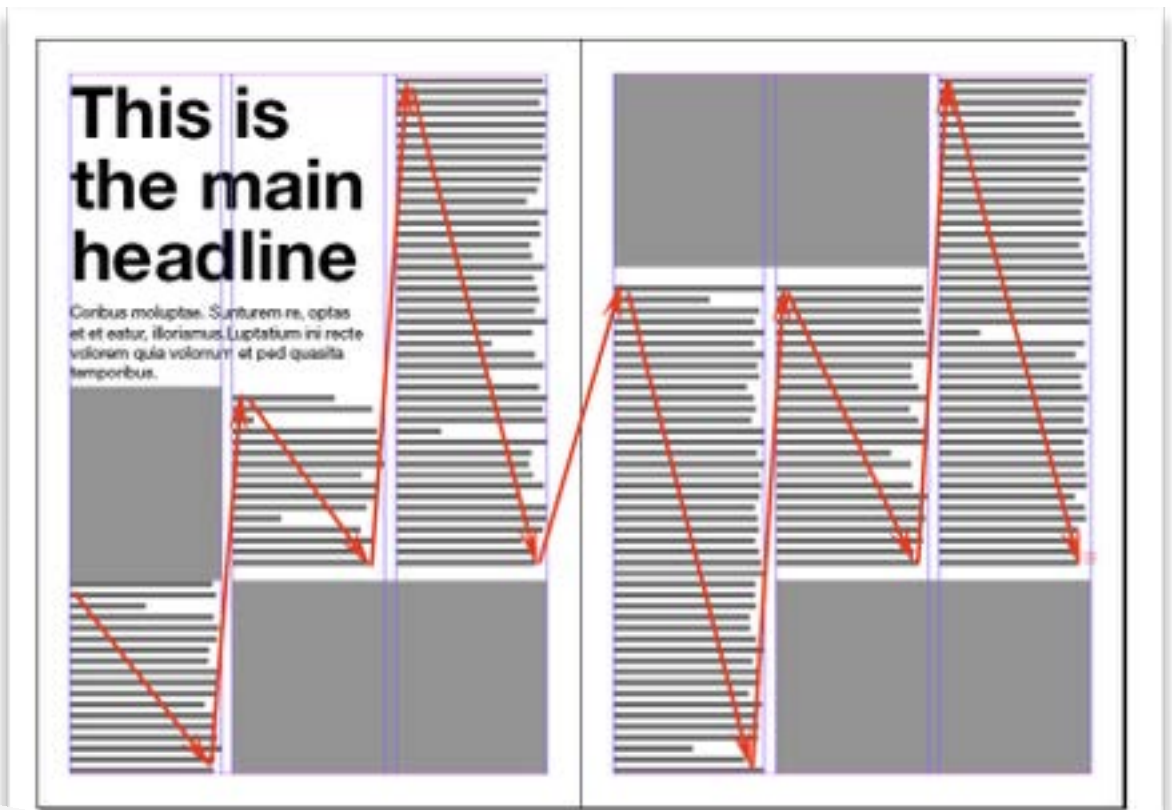 This is
the main
headline
Coribus moluptae. Sunturem re, optas
et et eatur, illoriamus.Luptatium ini recte
volorem quia volorrum et ped quasita
temporibus.